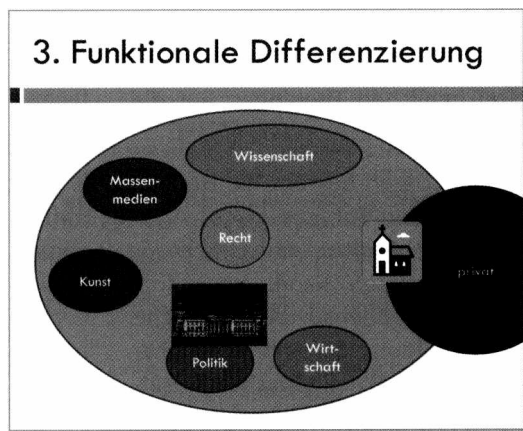 3. Funktionale Differenzierung
Wissenschaft
Massen-
medien
Recht
privat
Kunst
Politik
Wirt-
schaft